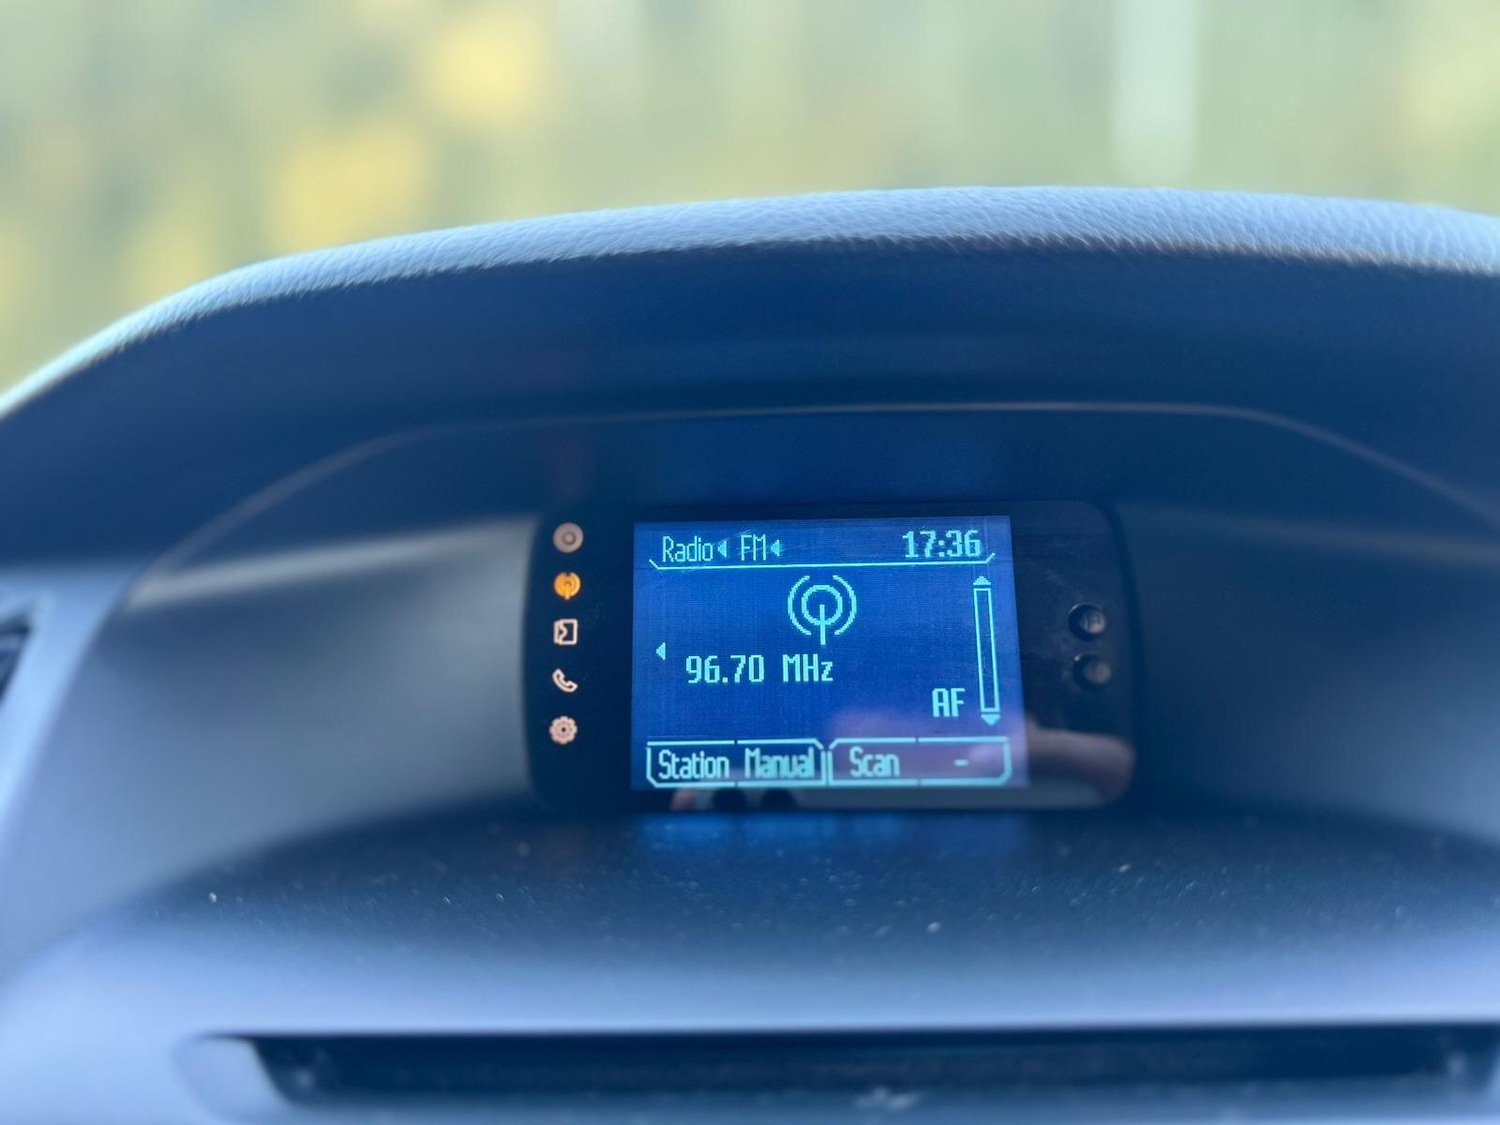 Radio FM 17:36
96.70 MHz
AF
Station Manual Scan -